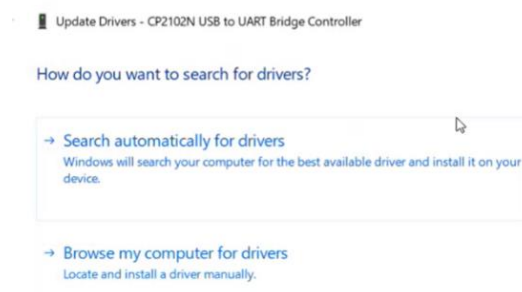 Update Drivers - CP2102N USB to UART Bridge Controller
How do you want to search for drivers?
→ Search automatically for drivers
Windows will search your computer for the best available driver and install it on your
device.
→ Browse my computer for drivers
Locate and install a driver manually.